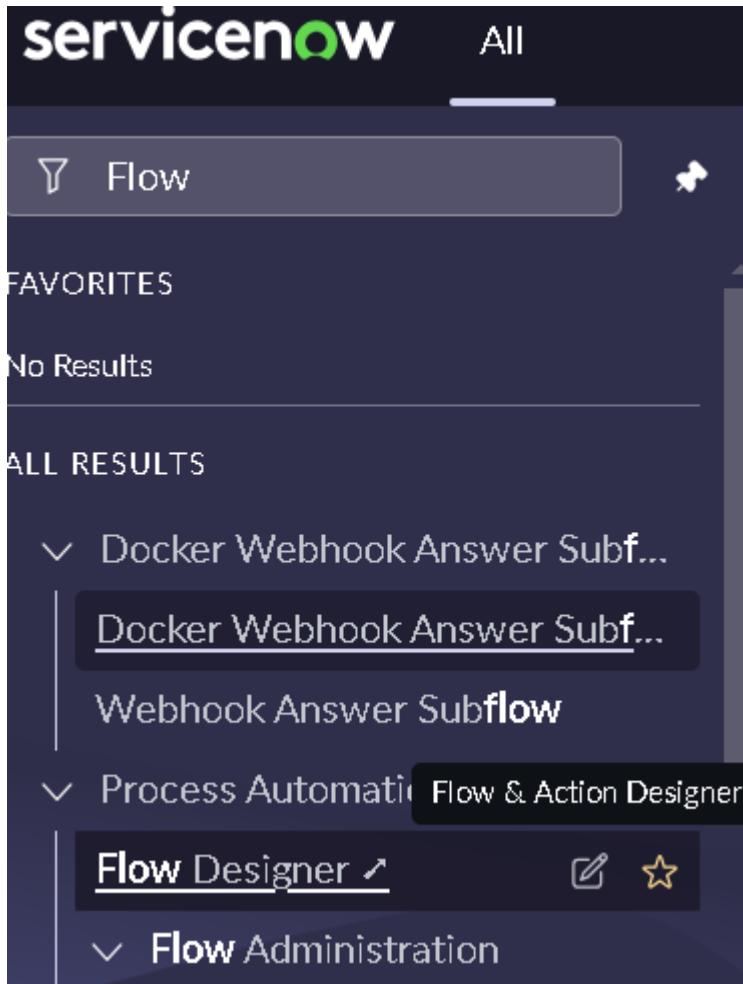 servicenow All
Flow
FAVORITES
No Results
ALL RESULTS
Docker Webhook Answer Subf...
Docker Webhook Answer Subf...
Webhook Answer Subflow
Process Automati
Flow & Action Designer
Flow Designer
Flow Administration